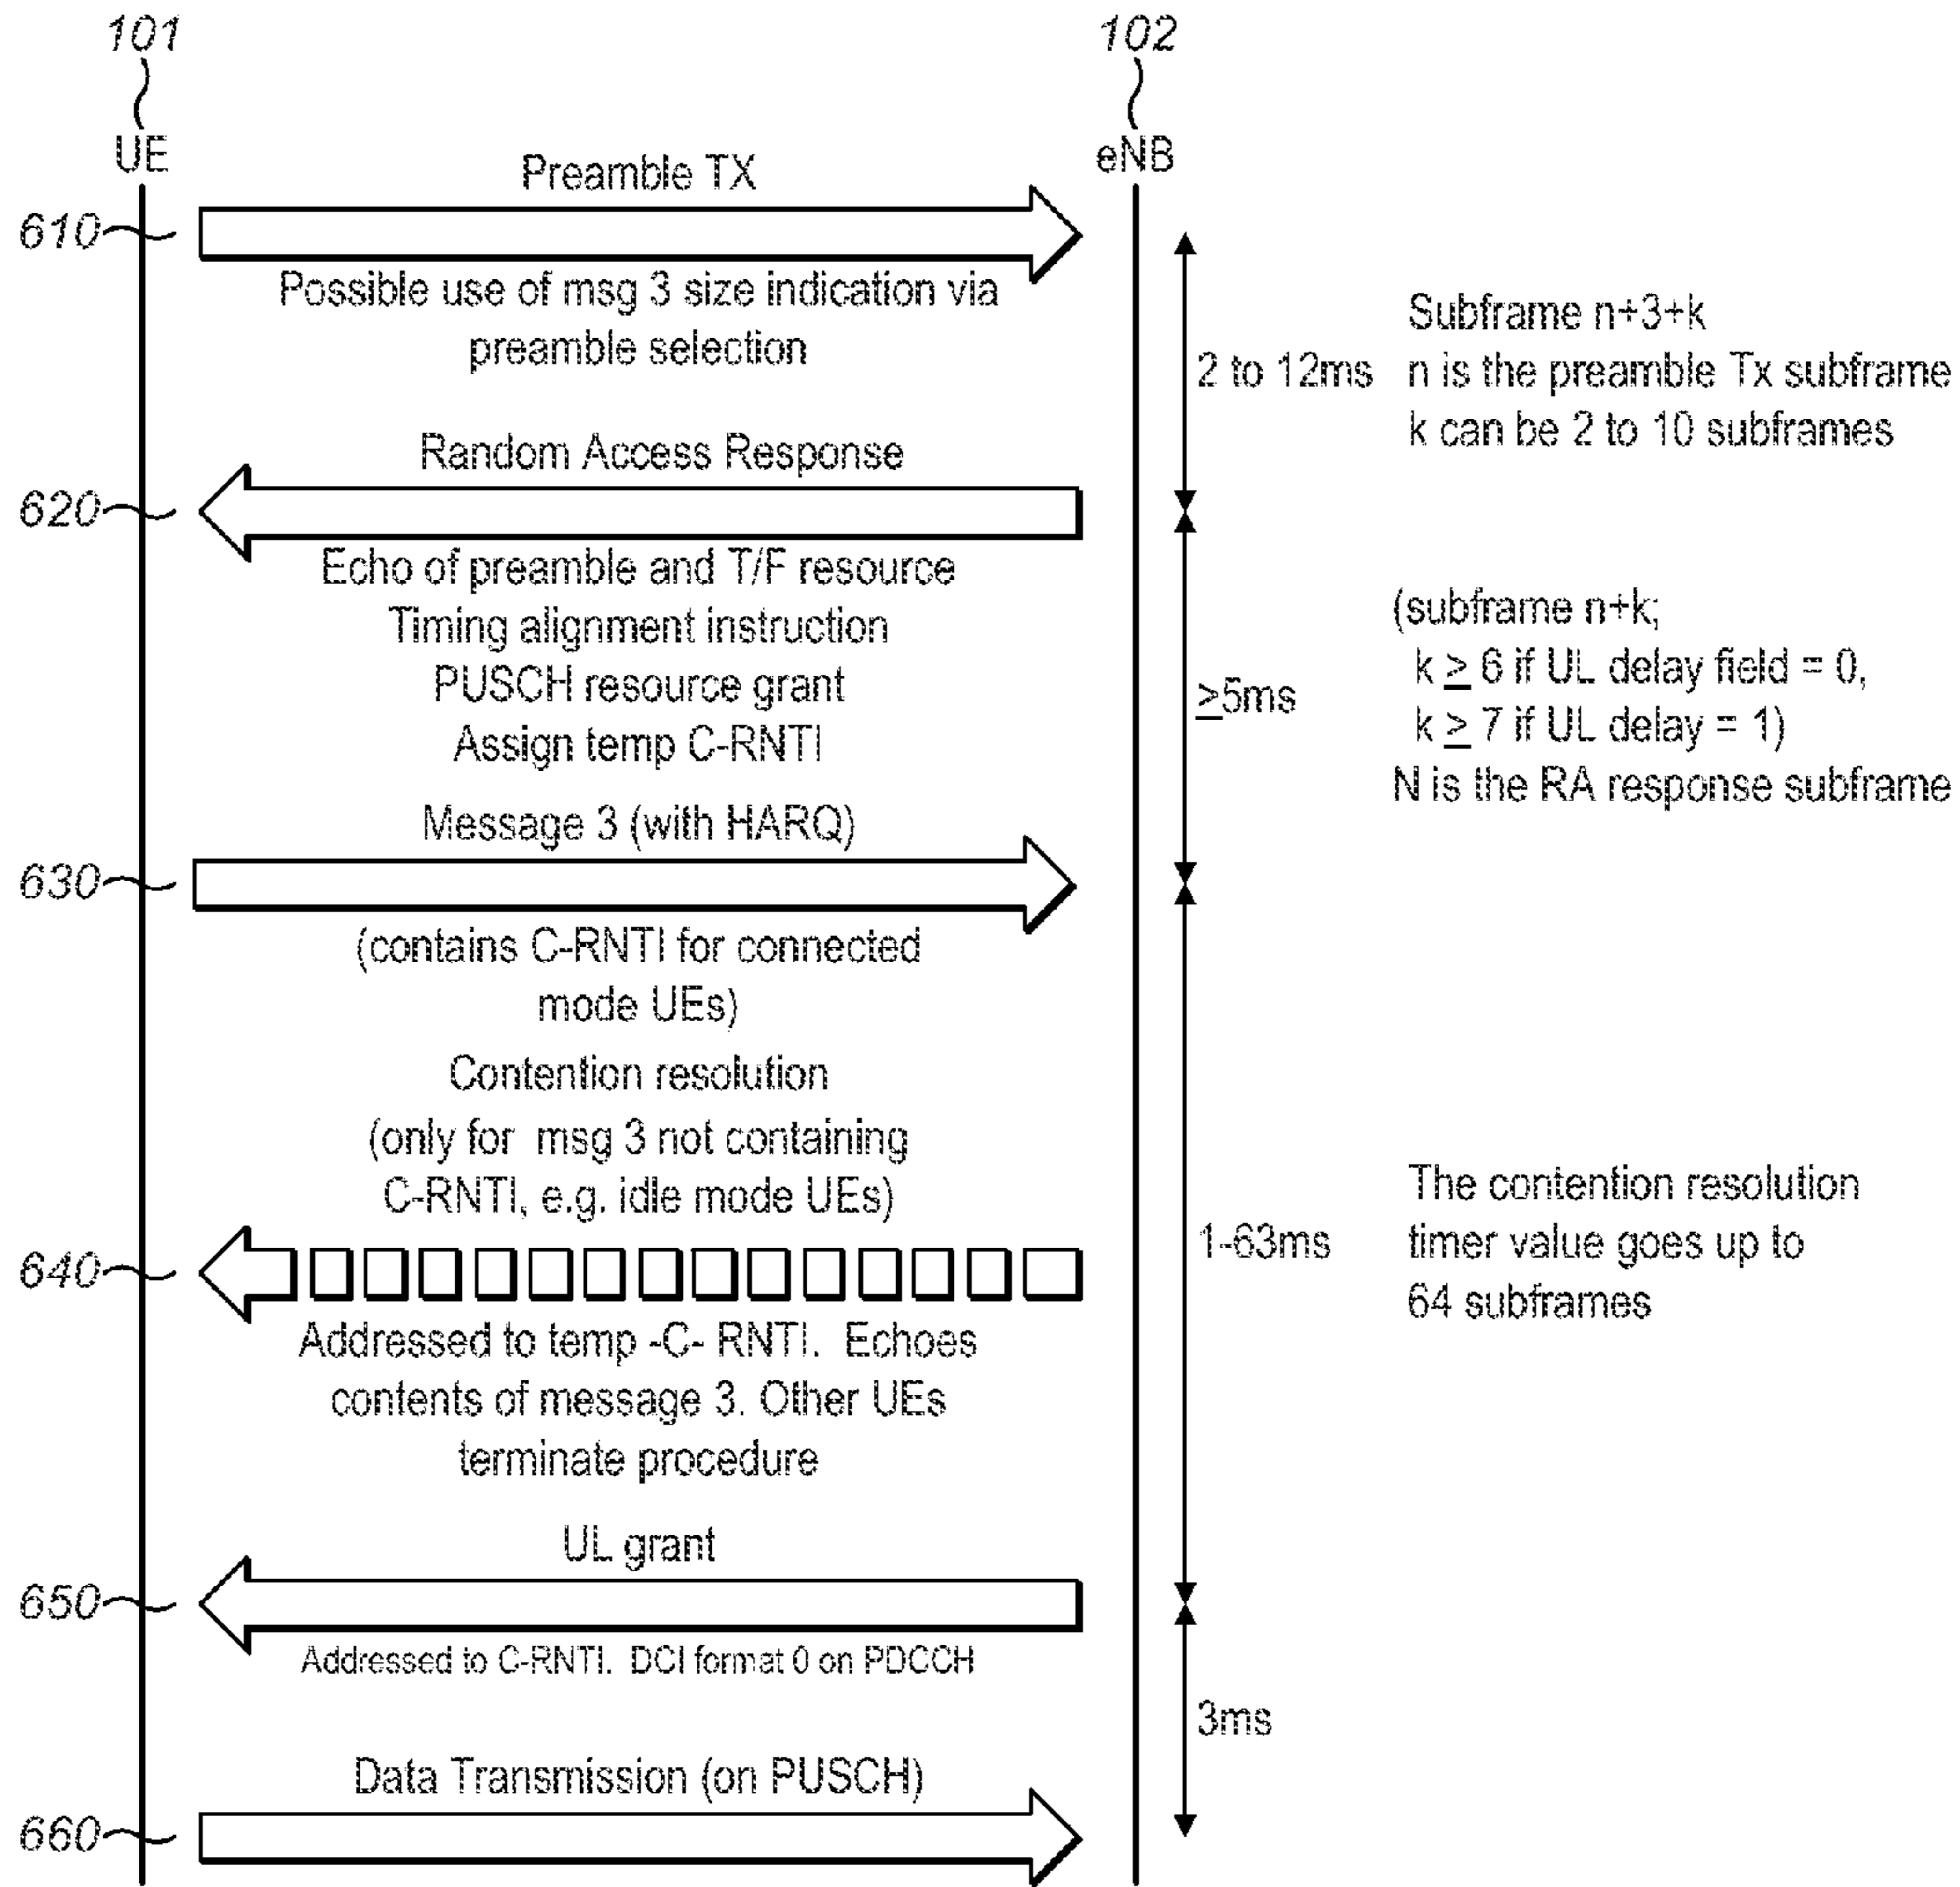 101
102
UE
eNB
Preamble TX
610
Possible use of msg 3 size indication via
preamble selection
2 to 12ms
Subframe n+3+k
n is the preamble Tx subframe
k can be 2 to 10 subframes
Random Access Response
620
Echo of preamble and T/F resource
Timing alignment instruction
PUSCH resource grant
Assign temp C-RNTI
≥5ms
(subframe n+k;
k ≥ 6 if UL delay field = 0,
k ≥ 7 if UL delay = 1)
N is the RA response subframe
Message 3 (with HARQ)
630
(contains C-RNTI for connected
mode UEs)
Contention resolution
(only for msg 3 not containing
C-RNTI, e.g. idle mode UEs)
640
1-63ms
The contention resolution
timer value goes up to
64 subframes
Addressed to temp -C- RNTI. Echoes
contents of message 3. Other UEs
terminate procedure
UL grant
650
Addressed to C-RNTI. DCI format 0 on PDCCH
3ms
Data Transmission (on PUSCH)
660